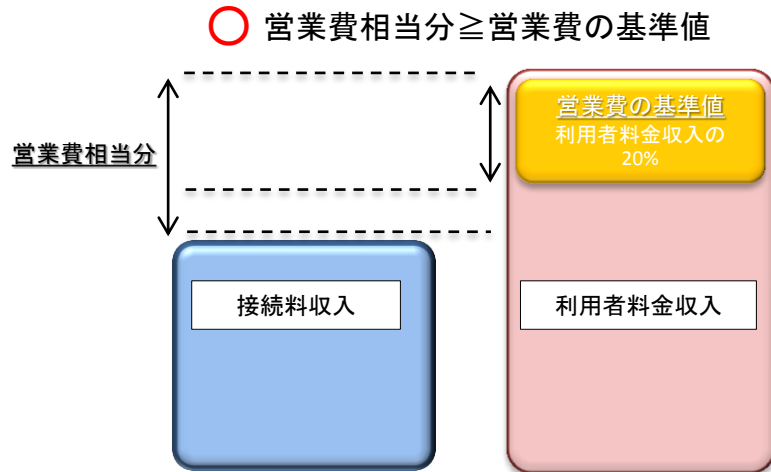 ○ 営業費相当分≧営業費の基準値
営業費の基準値
利用者料金収入の
20%
営業費相当分
接続料収入
利用者料金収入